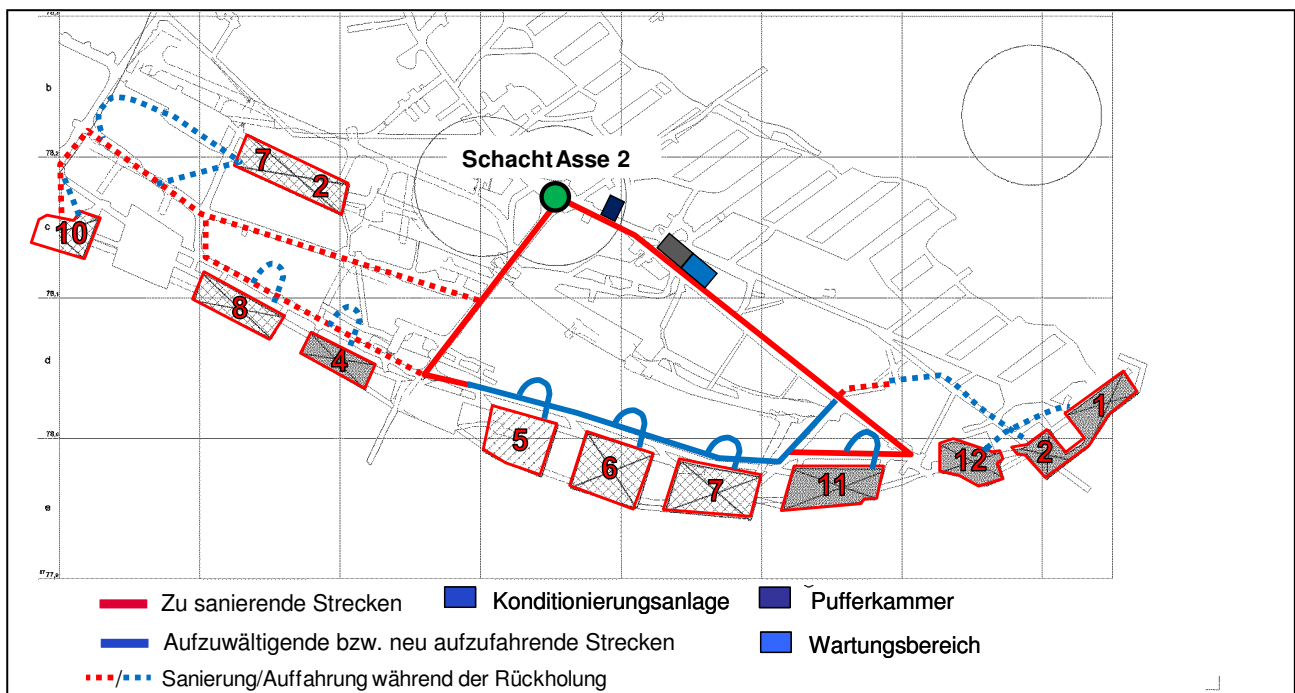 b
Schacht Asse 2
7 2
c
10
8
d
4
1
5
2
12
6
7
11
e
Zu sanierende Strecken
Konditionierungsanlage
Pufferkammer
Aufzuwältigende bzw. neu aufzufahrende Strecken
Wartungsbereich
/ Sanierung/Auffahrung während der Rückholung